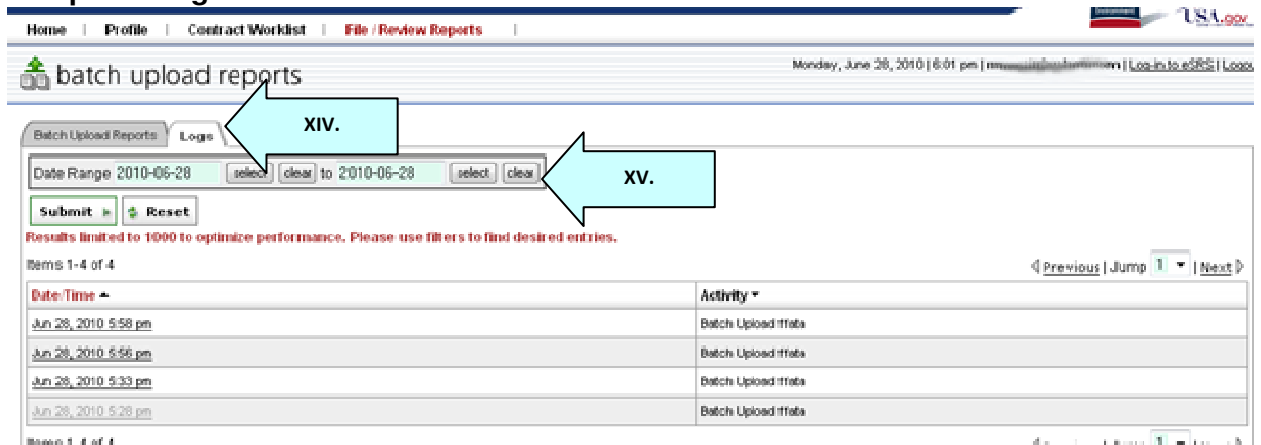 USA.gov
Home | Profile | Contract Worklist | File / Review Reports |
batch upload reports
Monday, June 28, 2010 | 6:01 pm | | Log-in to eSRS |
Batch Upload Reports Logs
XIV.
Date Range 2010-06-28 select clear to 2010-06-28 select clear
XV.
Submit Reset
Results limited to 1000 to optimize performance. Please use filters to find desired entries.
Items 1-4 of 4
Previous | Jump 1 | Next
Date/Time Activity
Jun 28, 2010 5:58 pm Batch Upload ffata
Jun 28, 2010 5:56 pm Batch Upload ffata
Jun 28, 2010 5:33 pm Batch Upload ffata
Jun 28, 2010 5:28 pm Batch Upload ffata
Items 1-4 of 4